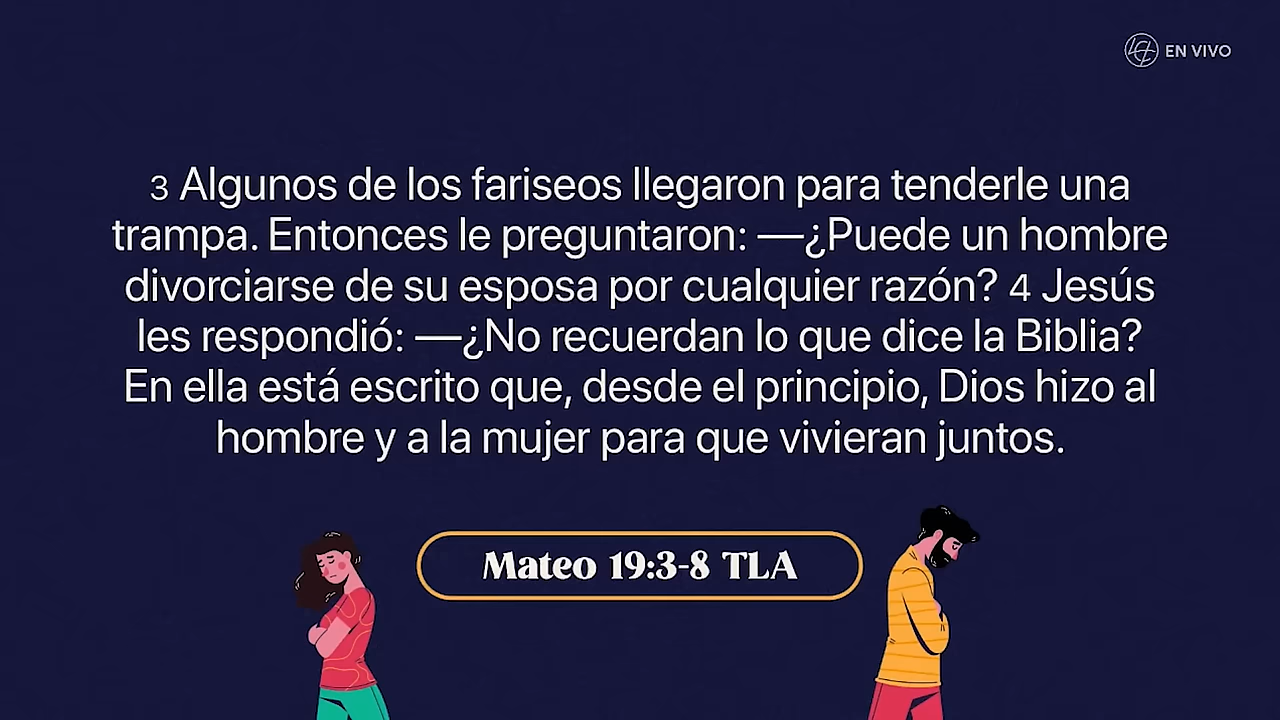 EN VIVO
3 Algunos de los fariseos llegaron para tenderle una
trampa. Entonces le preguntaron: —¿Puede un hombre
divorciarse de su esposa por cualquier razón? 4 Jesús
les respondió: —¿No recuerdan lo que dice la Biblia?
En ella está escrito que, desde el principio, Dios hizo al
hombre y a la mujer para que vivieran juntos.
Mateo 19:3-8 TLA